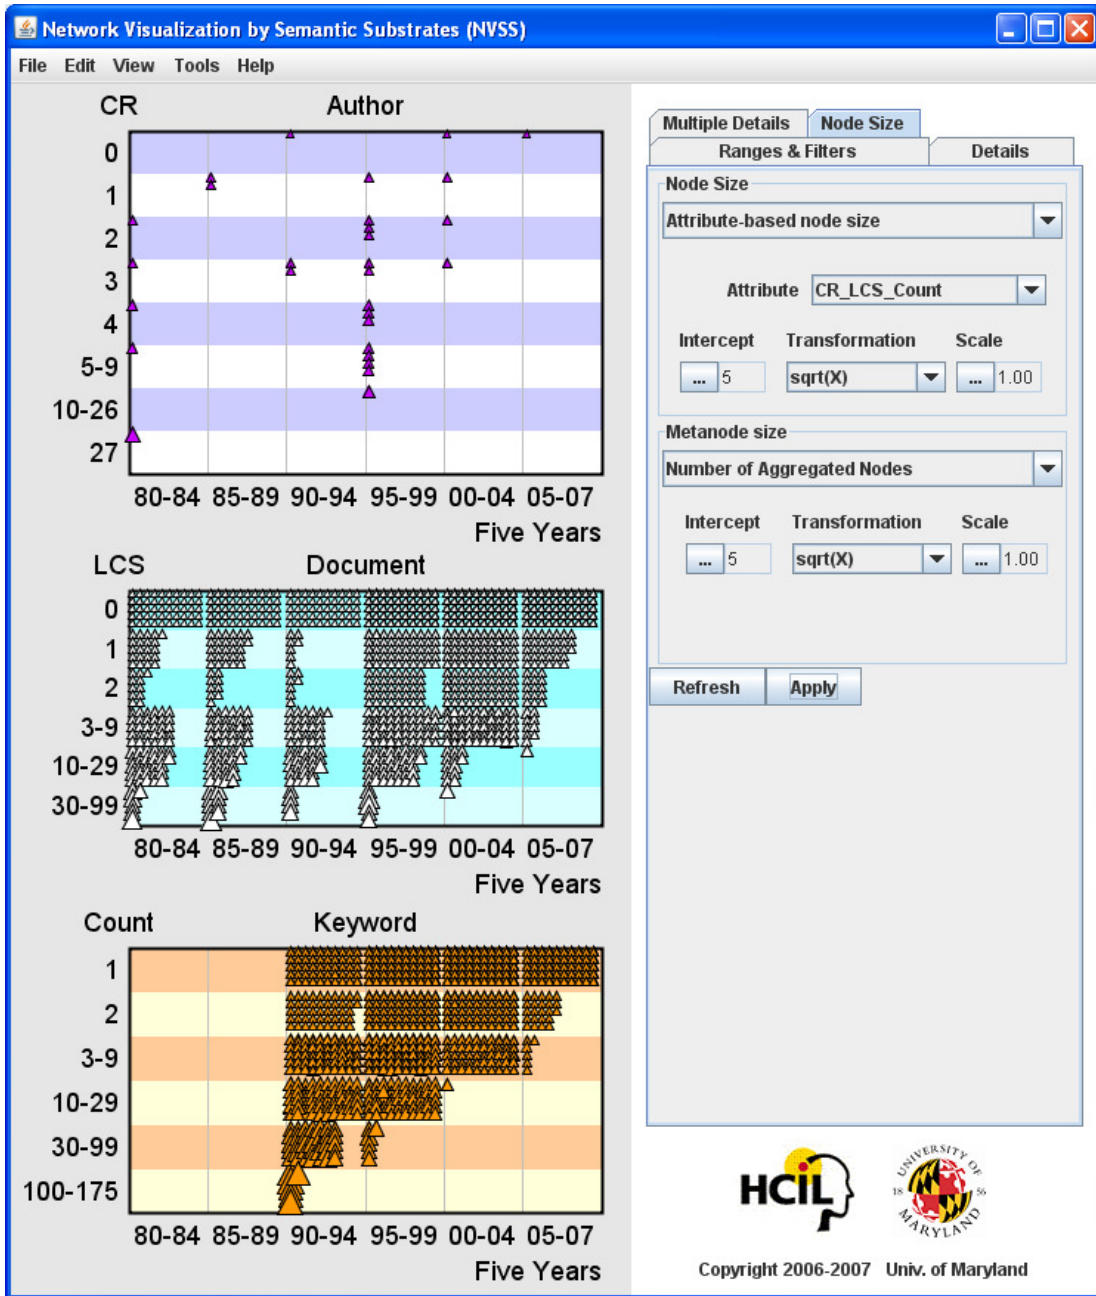 Network Visualization by Semantic Substrates (NVSS)
File Edit View Tools Help
CR Author
0
1
2
3
4
5-9
10-26
27
80-84 85-89 90-94 95-99 00-04 05-07
Five Years
LCS Document
0
1
2
3-9
10-29
30-99
80-84 85-89 90-94 95-99 00-04 05-07
Five Years
Count Keyword
1
2
3-9
10-29
30-99
100-175
80-84 85-89 90-94 95-99 00-04 05-07
Five Years
Multiple Details Node Size
Ranges & Filters Details
Node Size
Attribute-based node size
Attribute CR_LCS_Count
Intercept Transformation Scale
... 5 sqrt(X) ... 1.00
Metanode size
Number of Aggregated Nodes
Intercept Transformation Scale
... 5 sqrt(X) ... 1.00
Refresh Apply
HCIL
UNIVERSITY OF
18 56
MARYLAND
Copyright 2006-2007 Univ. of Maryland